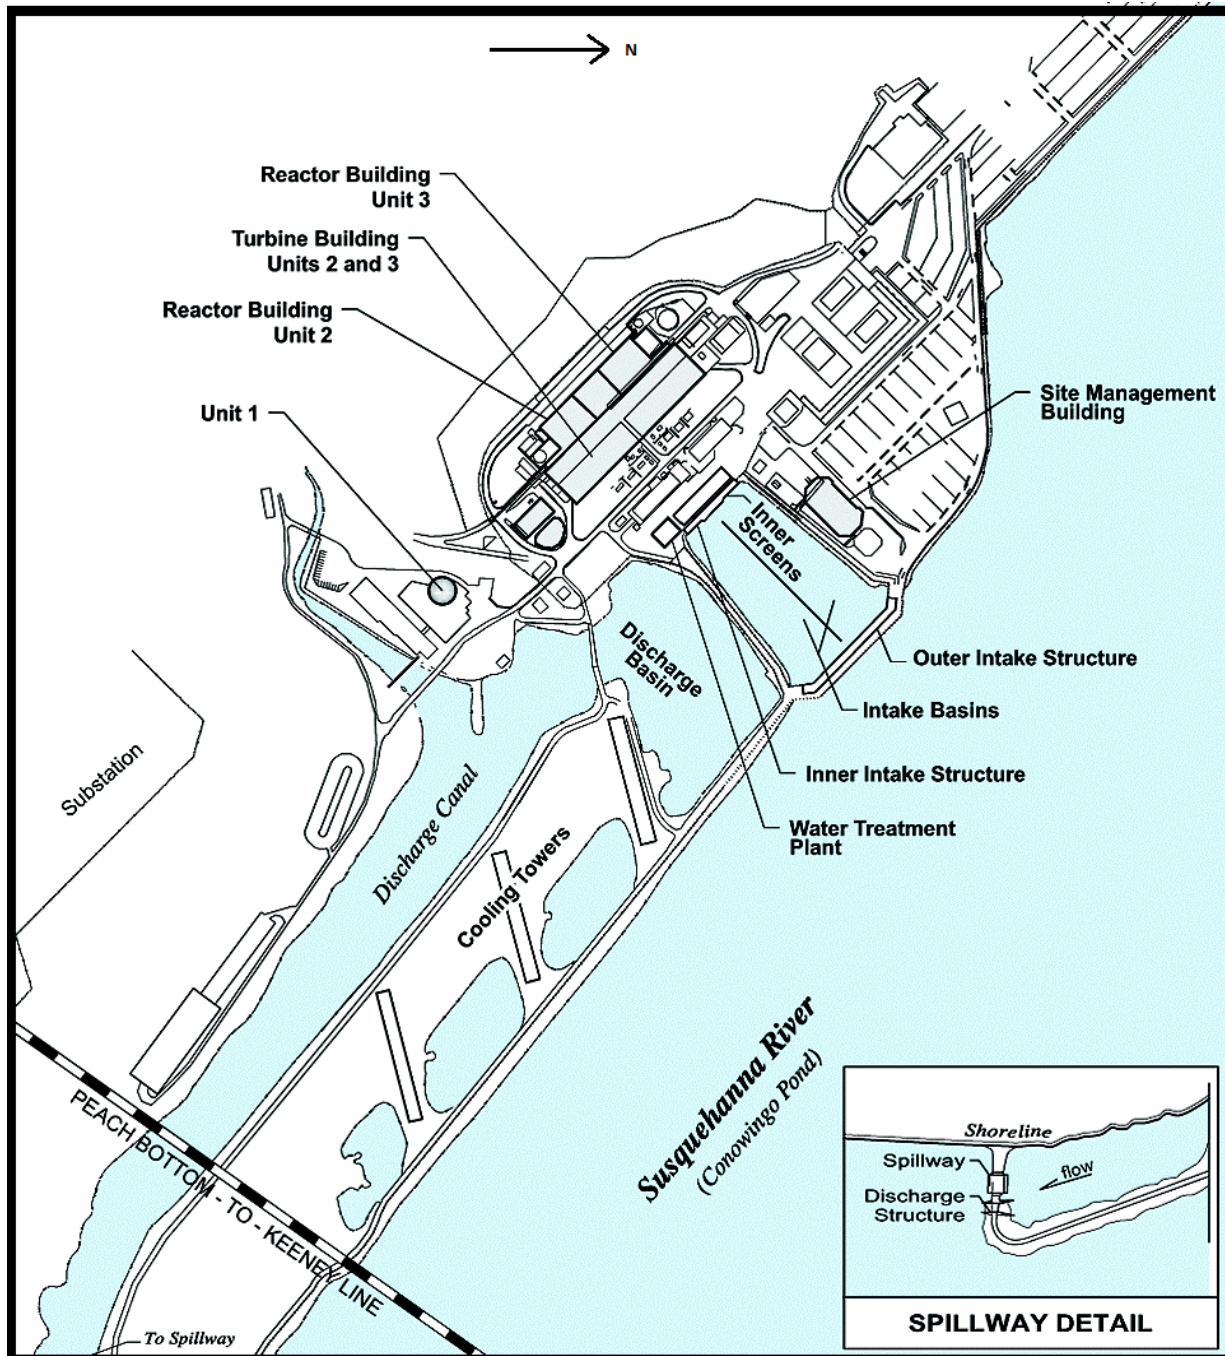 N
Reactor Building
Unit 3
Turbine Building
Units 2 and 3
Reactor Building
Unit 2
Unit 1
Site Management
Building
Inner
Screens
Discharge
Basin
Outer Intake Structure
Intake Basins
Inner Intake Structure
Water Treatment
Plant
Substation
Discharge Canal
Cooling Towers
Susquehanna River
(Conowingo Pond)
PEACH BOTTOM - TO - KEENEY LINE
To Spillway
Shoreline
Spillway
flow
Discharge
Structure
SPILLWAY DETAIL